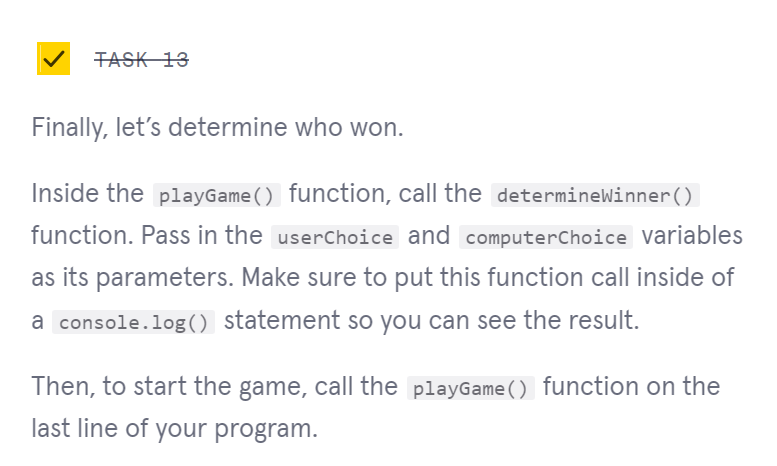 TASK 13
Finally, let’s determine who won.
Inside the playGame() function, call the determineWinner()
function. Pass in the userChoice and computerChoice variables
as its parameters. Make sure to put this function call inside of
a console.log() statement so you can see the result.
Then, to start the game, call the playGame() function on the
last line of your program.